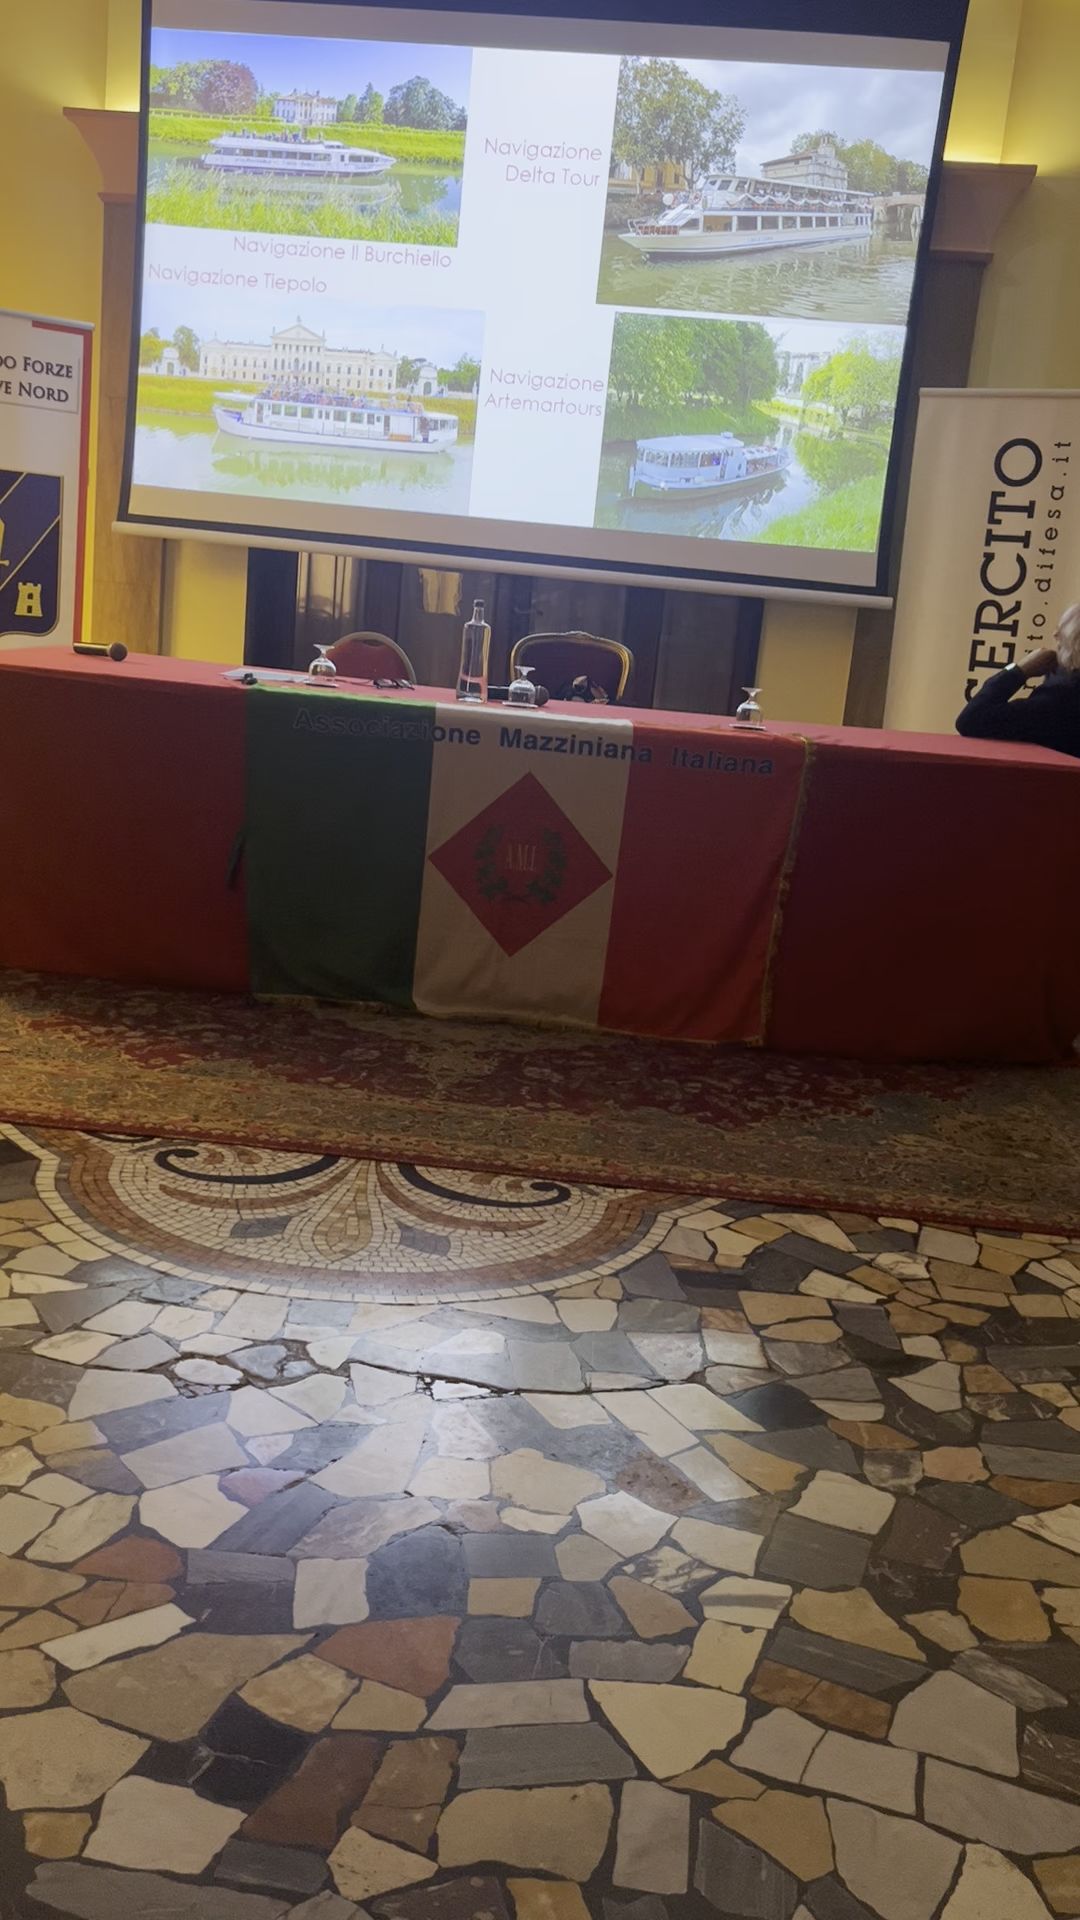 Navigazione
Delta Tour
Navigazione Il Burchiello
Navigazione Tiepolo
Navigazione
Artemartours
DO FORZE
VE NORD
SERCITO
to.difesa.it
Associazione Mazziniana Italiana
A.M.I.